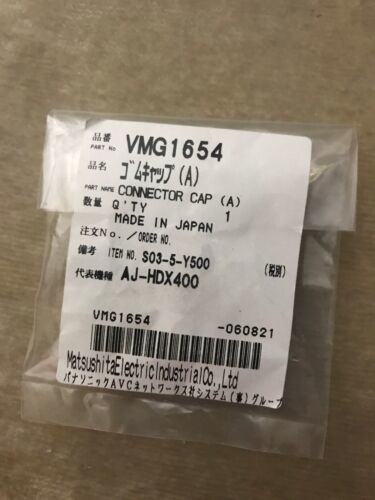 品番 VMG1654
PART No
品名 ゴムキャップ(A)
PART NAME CONNECTOR CAP (A)
数量 Q'TY 1
MADE IN JAPAN
注文No./ORDER NO.
備考 ITEM NO. S03-5-Y500 (税別)
代表機種 AJ-HDX400
VMG1654 -060821
MatsushitaElectricIndustrialCo.,Ltd
パナソニックAVCネットワークス社システム(事)グループ